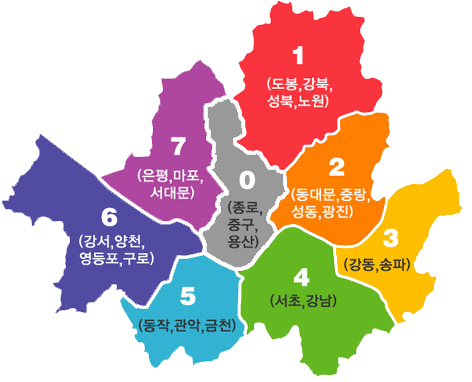 1
(도봉,강북,
성북,노원)
7
(은평,마포,
서대문)
0
(종로,
중구,
용산)
2
(동대문,중랑,
성동,광진)
6
(강서,양천,
영등포,구로)
3
(강동,송파)
5
(동작,관악,금천)
4
(서초,강남)